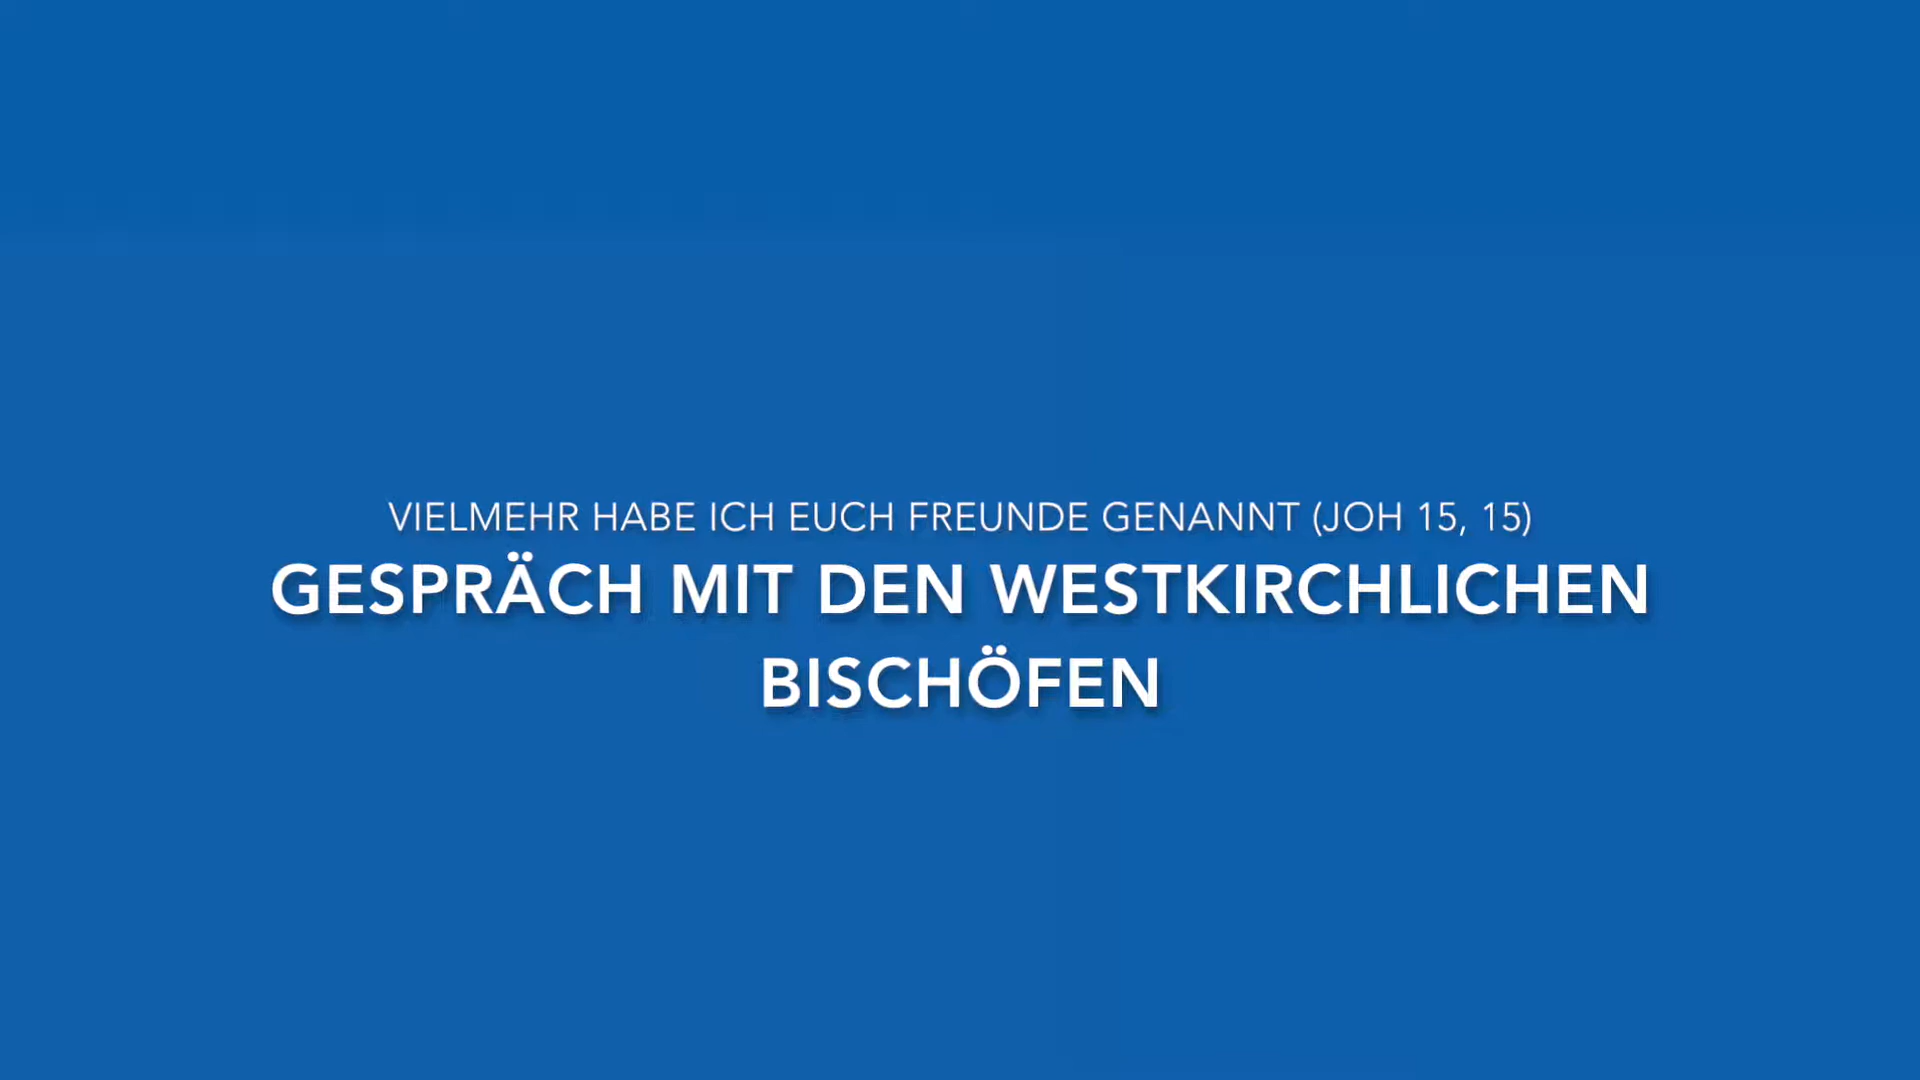 VIELMEHR HABE ICH EUCH FREUNDE GENANNT (JOH 15, 15)
GESPRÄCH MIT DEN WESTKIRCHLICHEN
BISCHÖFEN